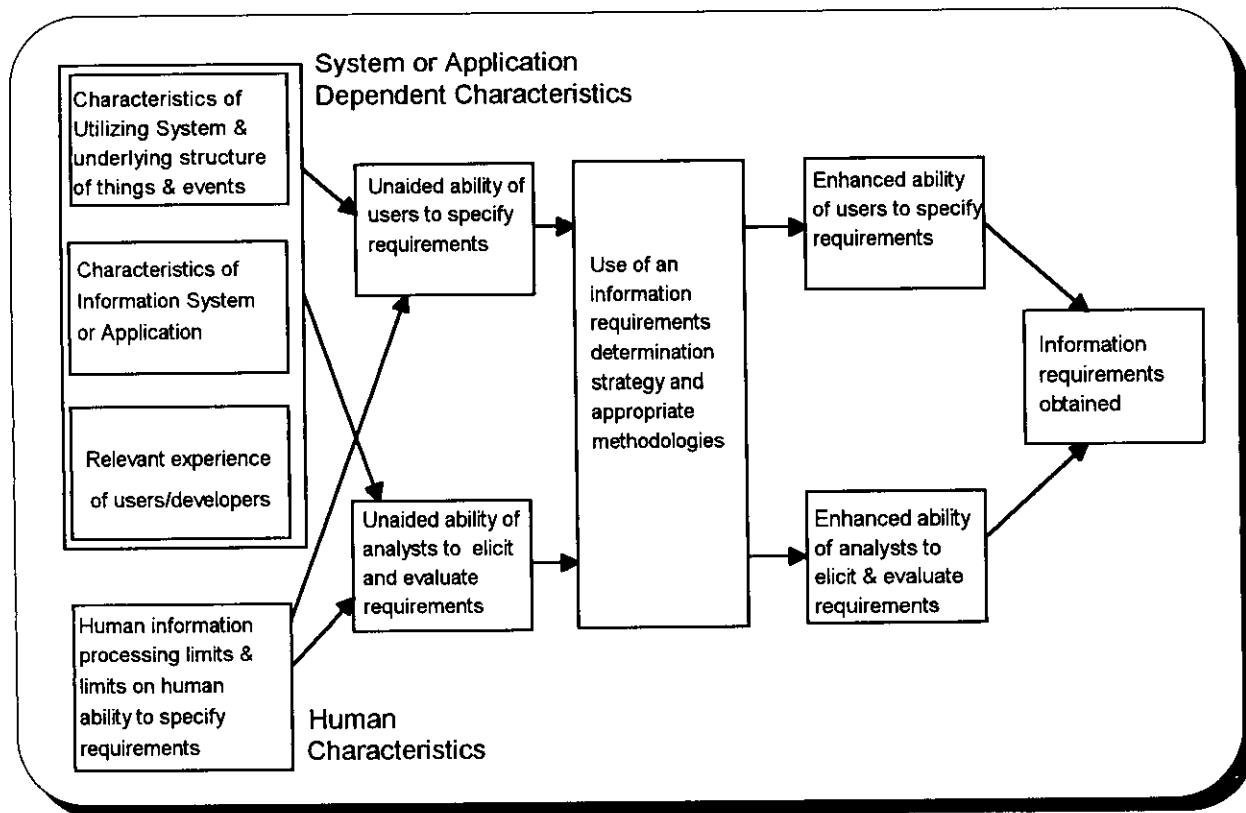 System or Application
Dependent Characteristics
Characteristics of
Utilizing System &
underlying structure
of things & events
Characteristics of
Information System
or Application
Relevant experience
of users/developers
Human information
processing limits &
limits on human
ability to specify
requirements
Human
Characteristics
Unaided ability of
users to specify
requirements
Unaided ability of
analysts to elicit
and evaluate
requirements
Use of an
information
requirements
determination
strategy and
appropriate
methodologies
Enhanced ability
of users to specify
requirements
Enhanced ability
of analysts to
elicit & evaluate
requirements
Information
requirements
obtained